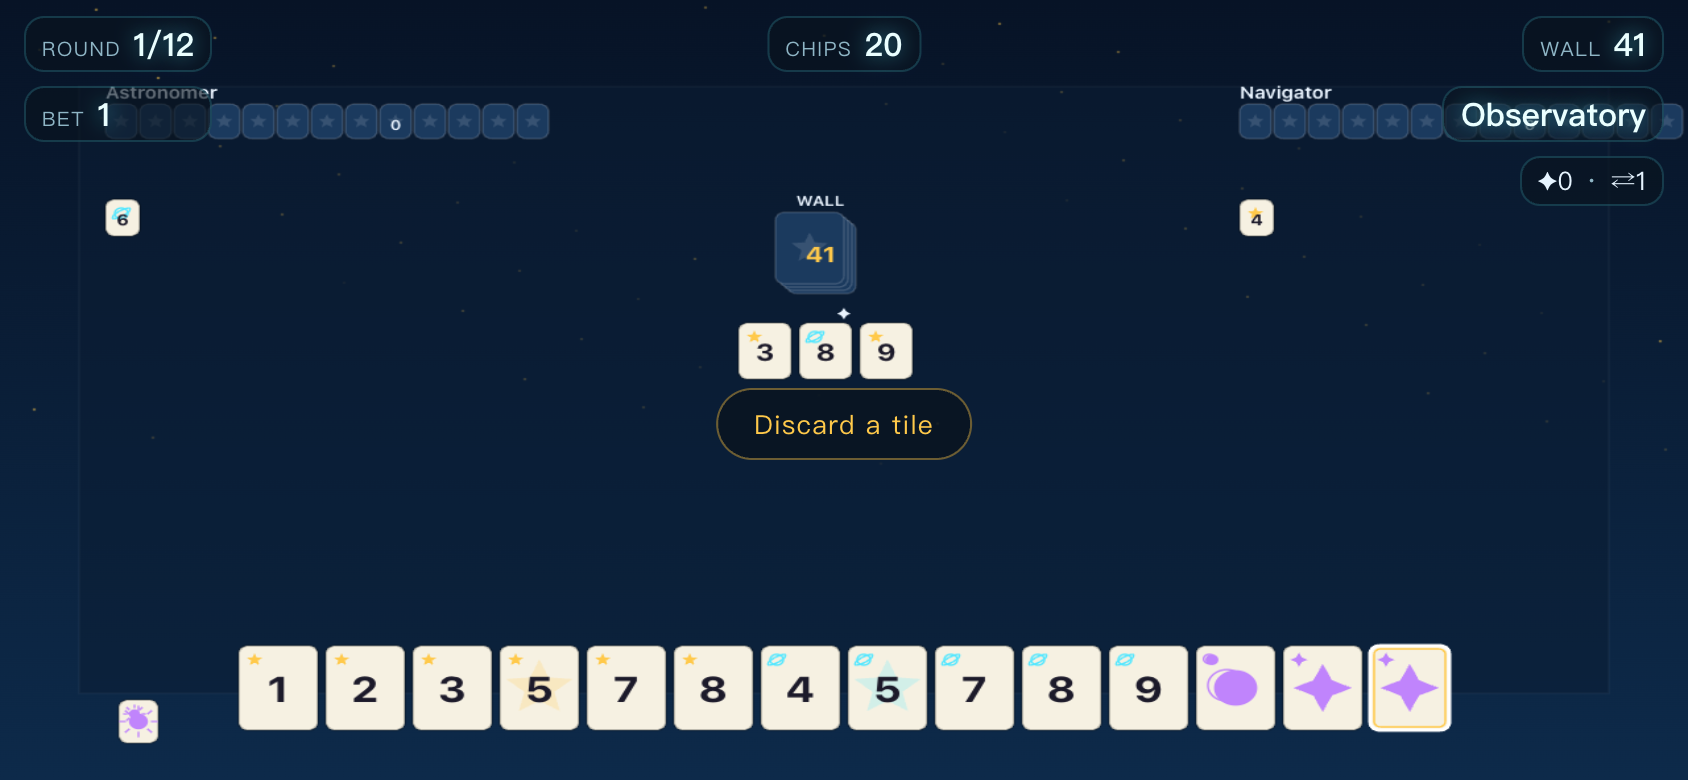 ROUND 1/12
CHIPS 20
WALL 41
Astronomer
BET 1
0
Navigator
Observatory
✦0 · ⇄1
6
4
WALL
41
3 8 9
Discard a tile
1 2 3 5 7 8 4 5 7 8 9